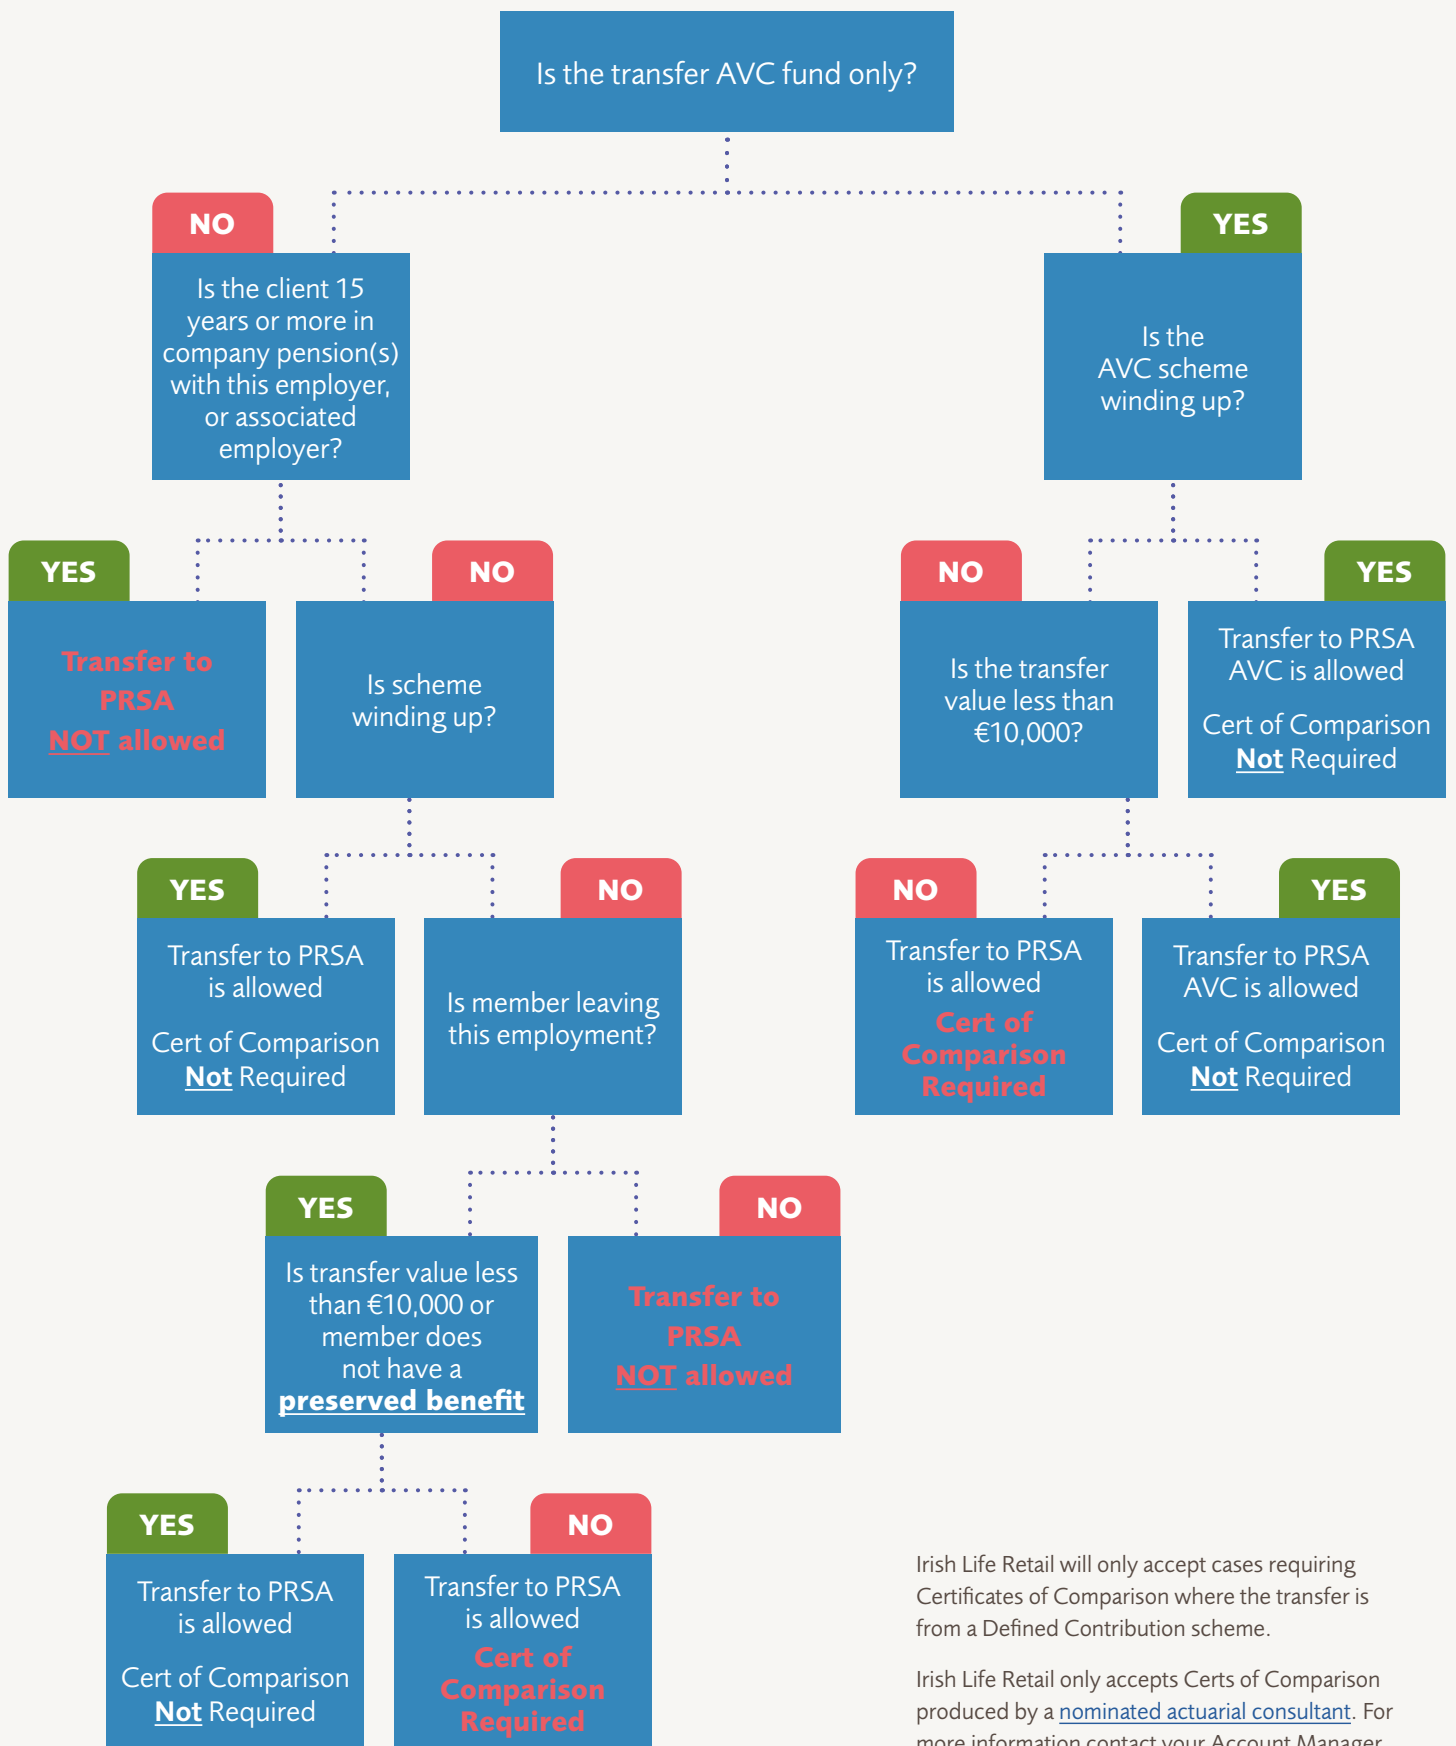 Is the transfer AVC fund only?
NO
YES
Is the client 15
years or more in
company pension(s)
with this employer,
or associated
employer?
Is the
AVC scheme
winding up?
YES
NO
NO
YES
Transfer to
PRSA
NOT allowed
Is scheme
winding up?
Is the transfer
value less than
€10,000?
Transfer to PRSA
AVC is allowed
Cert of Comparison
Not Required
YES
NO
NO
YES
Transfer to PRSA
is allowed
Cert of Comparison
Not Required
Is member leaving
this employment?
Transfer to PRSA
is allowed
Cert of
Comparison
Required
Transfer to PRSA
AVC is allowed
Cert of Comparison
Not Required
YES
NO
Is transfer value less
than €10,000 or
member does
not have a
preserved benefit
Transfer to
PRSA
NOT allowed
YES
NO
Transfer to PRSA
is allowed
Cert of Comparison
Not Required
Transfer to PRSA
is allowed
Cert of
Comparison
Required
Irish Life Retail will only accept cases requiring
Certificates of Comparison where the transfer is
from a Defined Contribution scheme.
Irish Life Retail only accepts Certs of Comparison
produced by a nominated actuarial consultant. For
more information contact your Account Manager